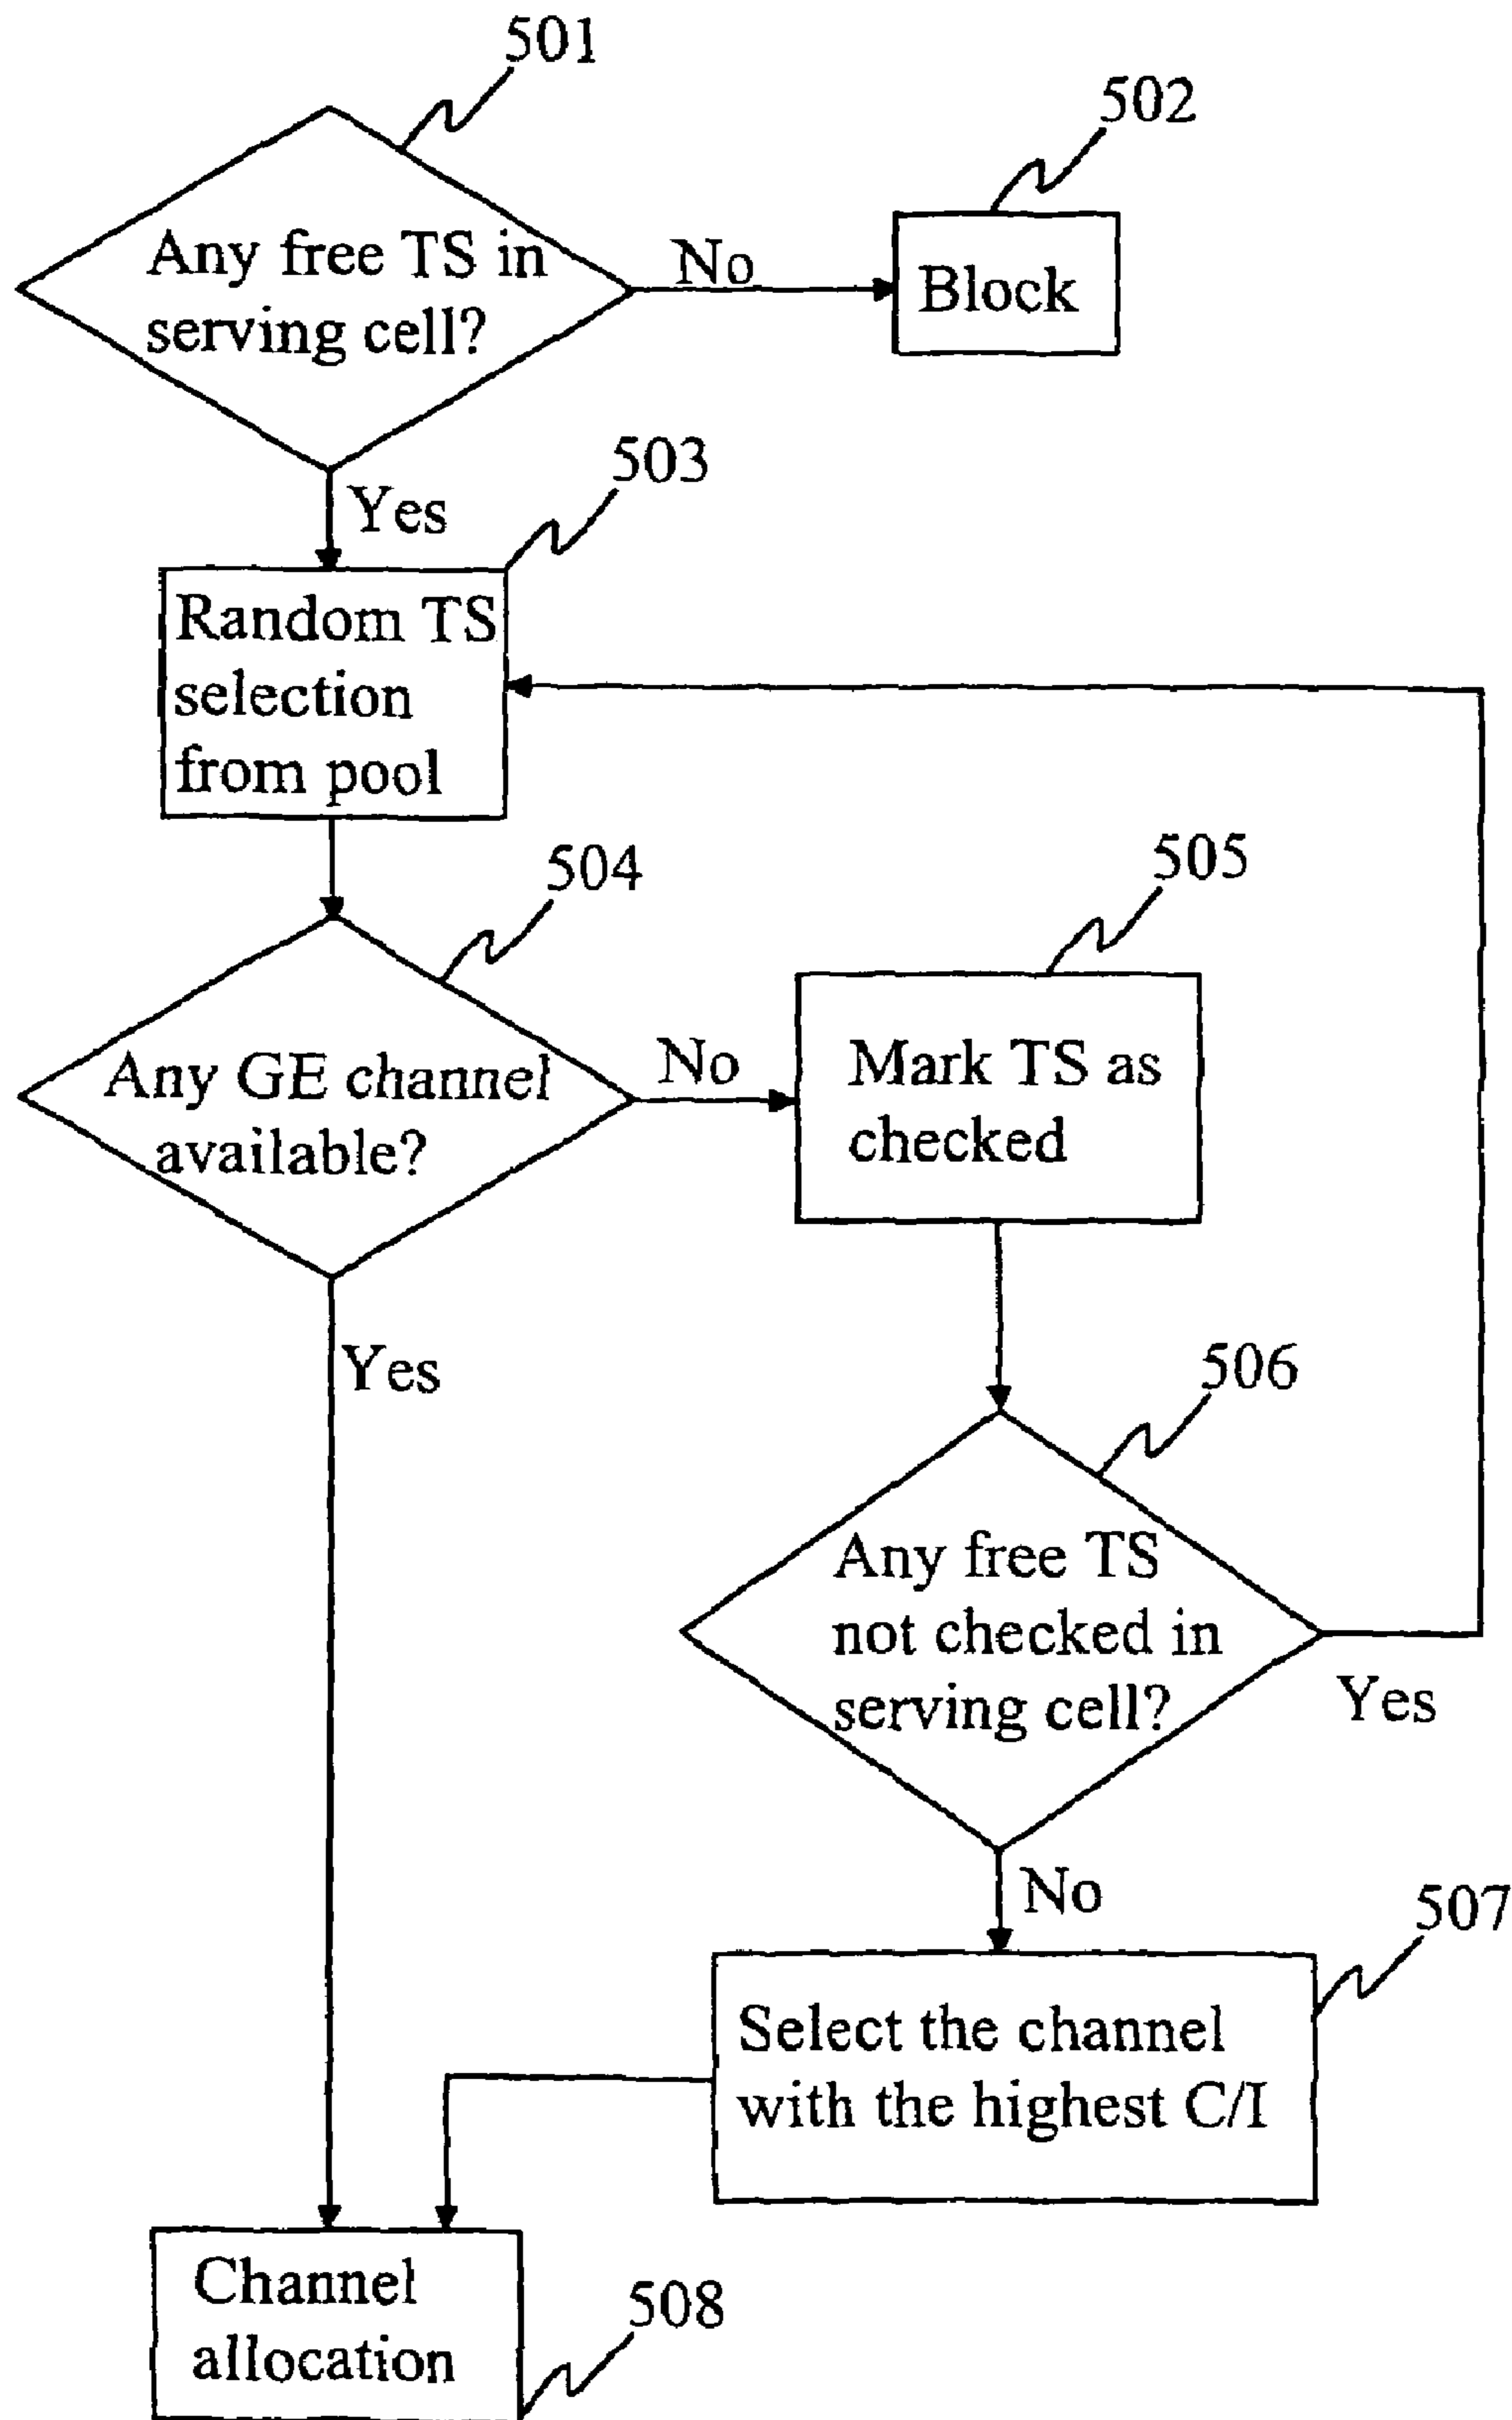 501
502
Any free TS in
serving cell?
No
Block
503
Yes
Random TS
selection
from pool
504
505
Any GE channel
available?
No
Mark TS as
checked
Yes
506
Any free TS
not checked in
serving cell?
Yes
No
507
Select the channel
with the highest C/I
Channel
allocation
508